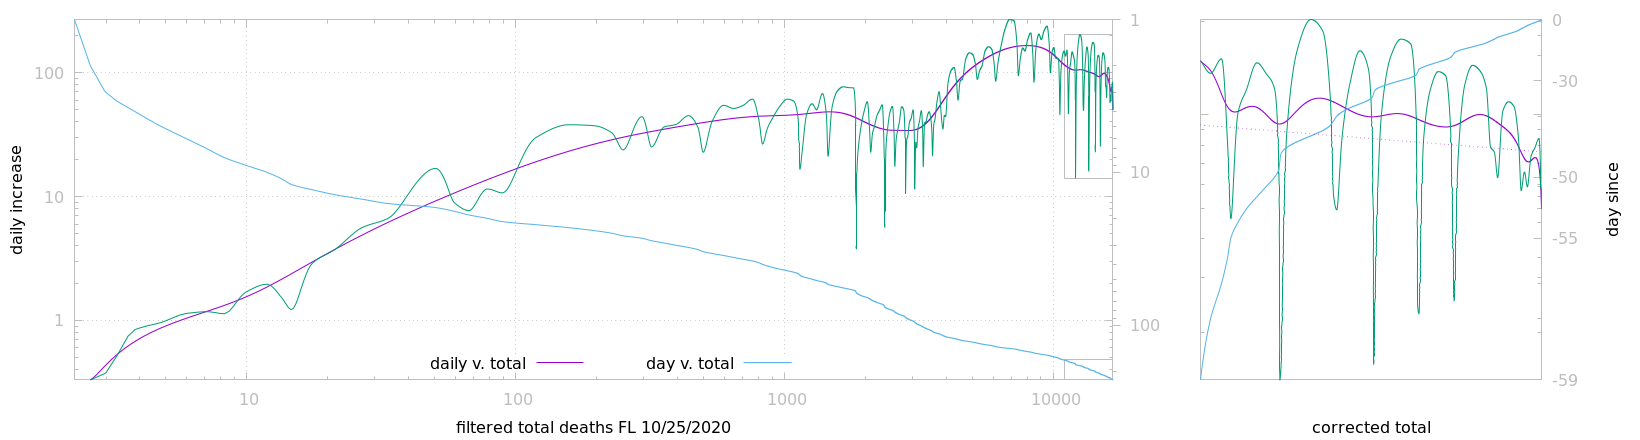 100
10
1
daily increase
10
100
1000
10000
filtered total deaths FL 10/25/2020
daily v. total
day v. total
1
10
100
0
-30
-50
-55
-59
day since
corrected total